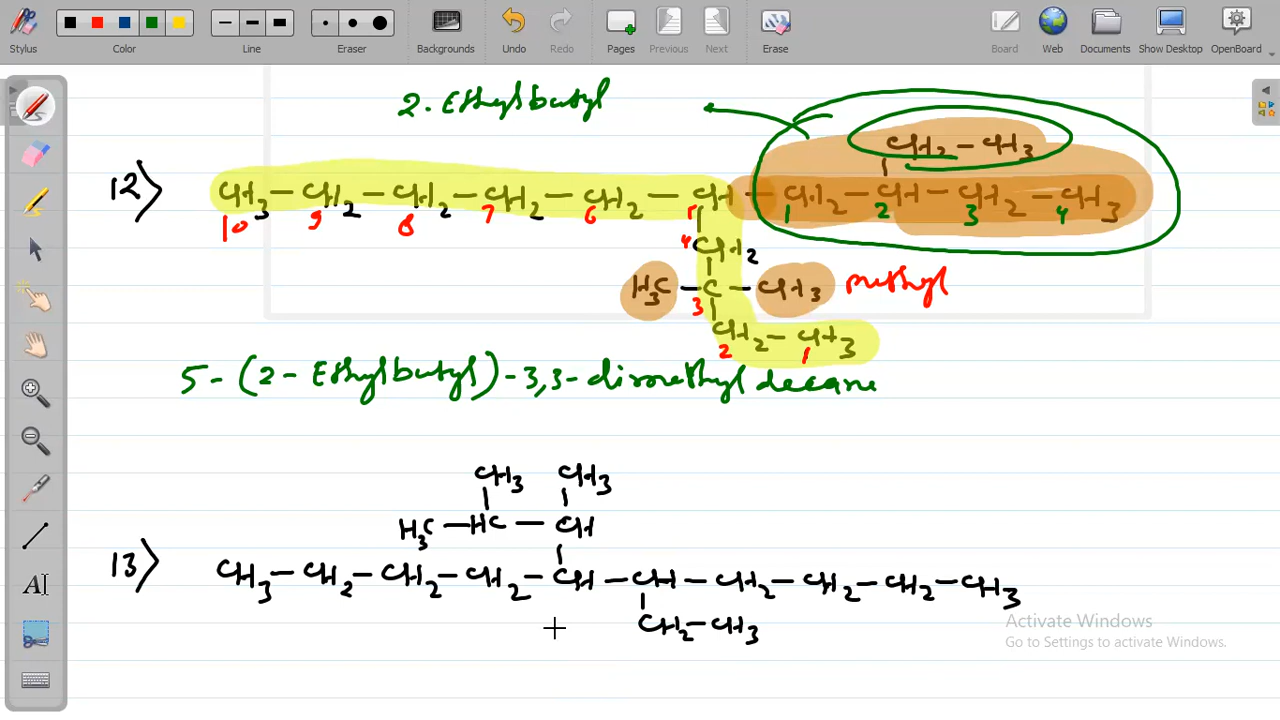 Stylus Color Line Eraser Backgrounds Undo Redo Pages Previous Next Erase Board Web Documents Show Desktop OpenBoard
2. Ethylbutyl
CH2 – CH3
12) CH3 – CH2 – CH2 – CH2 – CH2 – CH – CH2 – CH – CH2 – CH3
10 9 8 7 6 5 1 2 3 4
4 CH2
H3C – C – CH3 methyl
3
CH2 – CH3
2 1
5 - (2 - Ethylbutyl) - 3,3 - dimethyl decane
CH3 CH3
H3C – HC – CH
13) CH3 – CH2 – CH2 – CH2 – CH – CH – CH2 – CH2 – CH2 – CH3
CH2 – CH3
Activate Windows
Go to Settings to activate Windows.